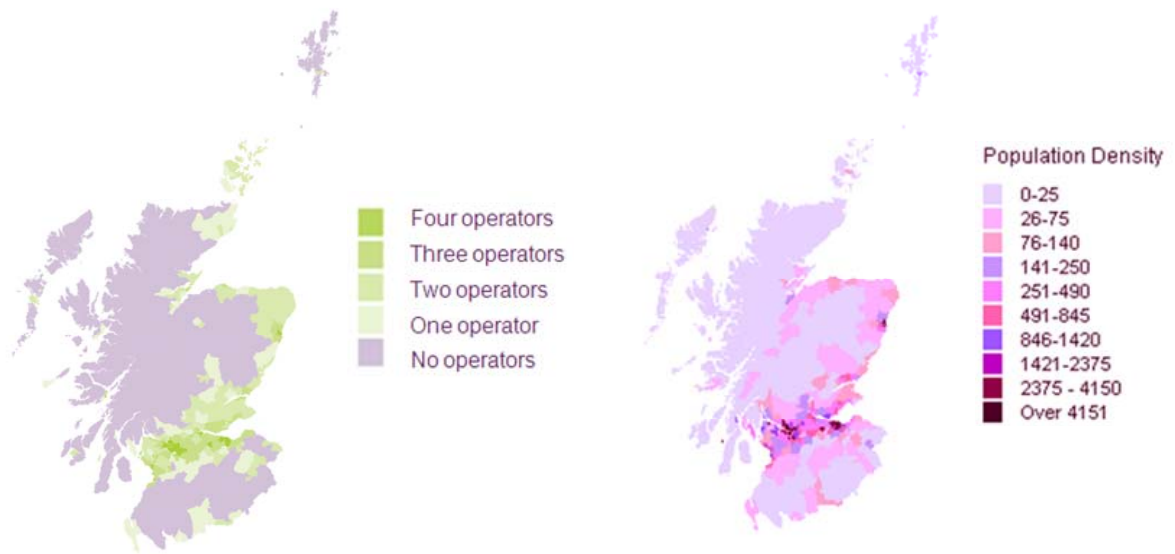 Four operators
Three operators
Two operators
One operator
No operators
Population Density
0-25
26-75
76-140
141-250
251-490
491-845
846-1420
1421-2375
2375 - 4150
Over 4151